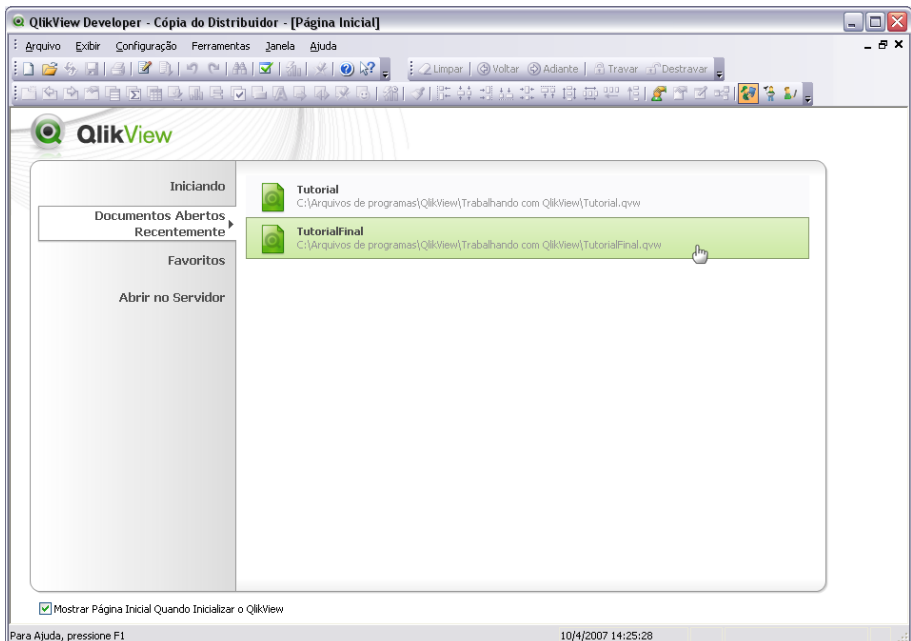 QlikView Developer - Cópia do Distribuidor - [Página Inicial]
Arquivo Exibir Configuração Ferramentas Janela Ajuda
Limpar Voltar Adiante Travar Destravar
QlikView
Iniciando
Documentos Abertos
Recentemente
Favoritos
Abrir no Servidor
Tutorial
C:\Arquivos de programas\QlikView\Trabalhando com QlikView\Tutorial.qvw
TutorialFinal
C:\Arquivos de programas\QlikView\Trabalhando com QlikView\TutorialFinal.qvw
Mostrar Página Inicial Quando Inicializar o QlikView
Para Ajuda, pressione F1 10/4/2007 14:25:28